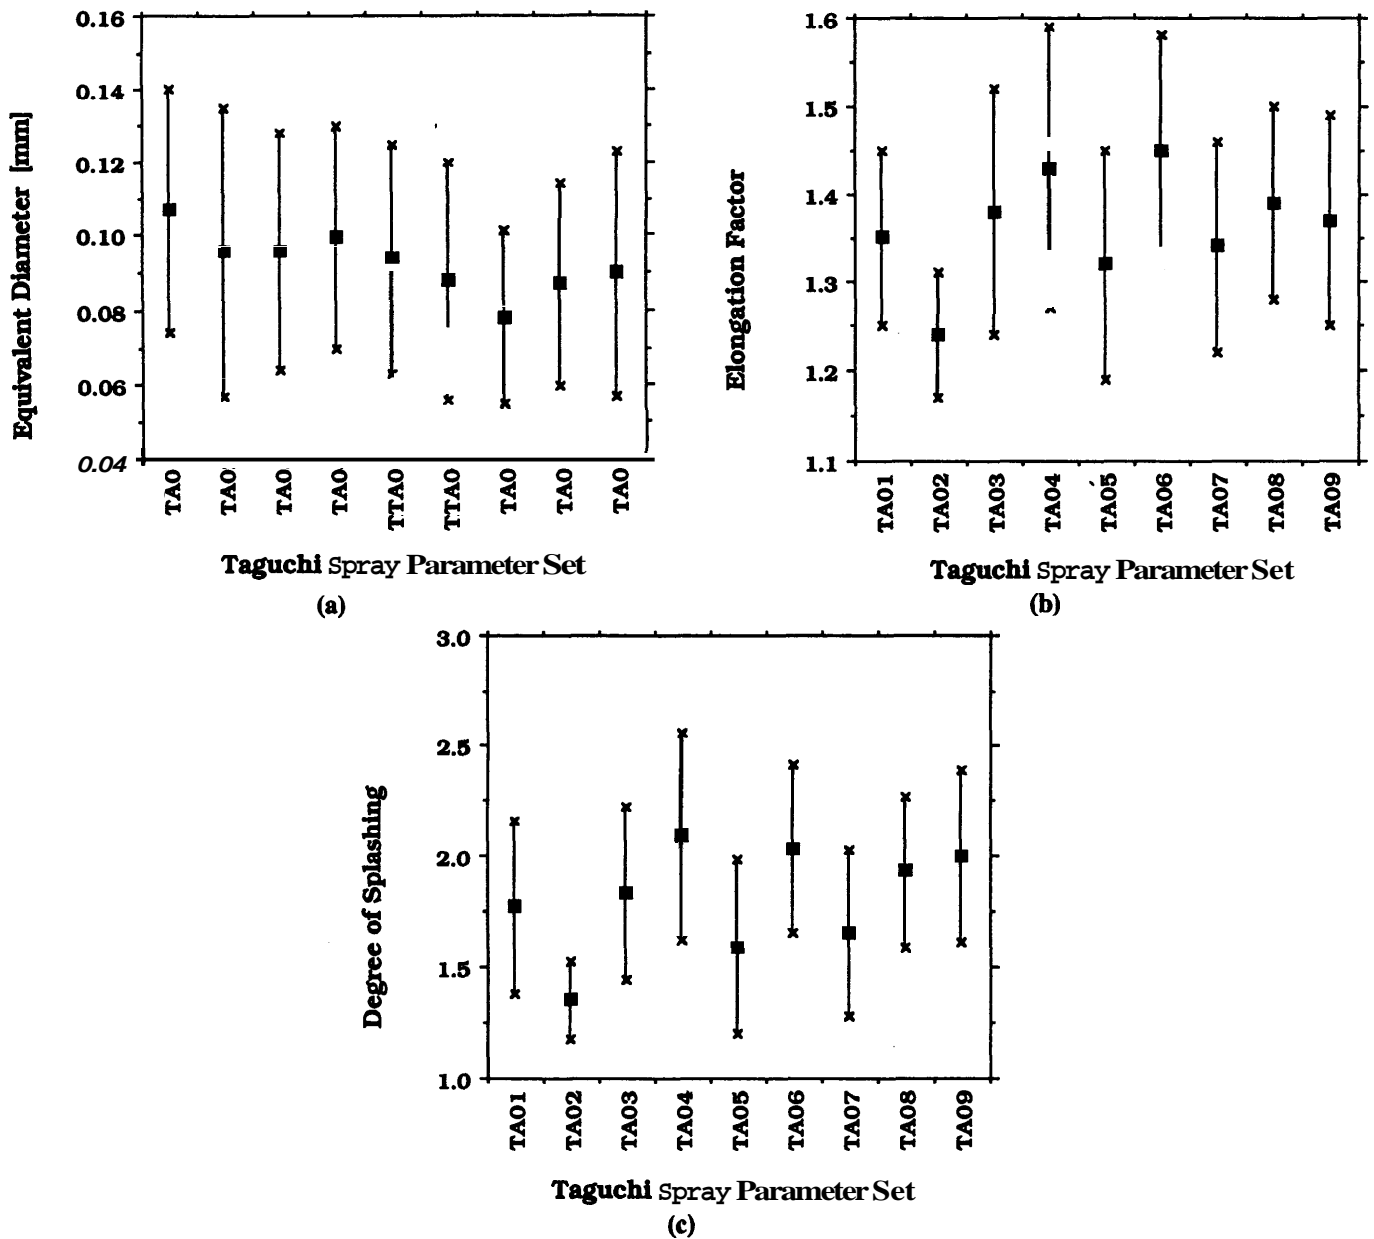 0.16
0.14
0.12
0.10
0.08
0.06
0.04
Equivalent Diameter [mm]
TA0
TA0
TA0
TA0
TTA0
TTA0
TA0
TA0
TA0
Taguchi Spray Parameter Set
(a)
1.6
1.5
1.4
1.3
1.2
1.1
Elongation Factor
TA01
TA02
TA03
TA04
TA05
TA06
TA07
TA08
TA09
Taguchi Spray Parameter Set
(b)
3.0
2.5
2.0
1.5
1.0
Degree of Splashing
TA01
TA02
TA03
TA04
TA05
TA06
TA07
TA08
TA09
Taguchi Spray Parameter Set
(c)